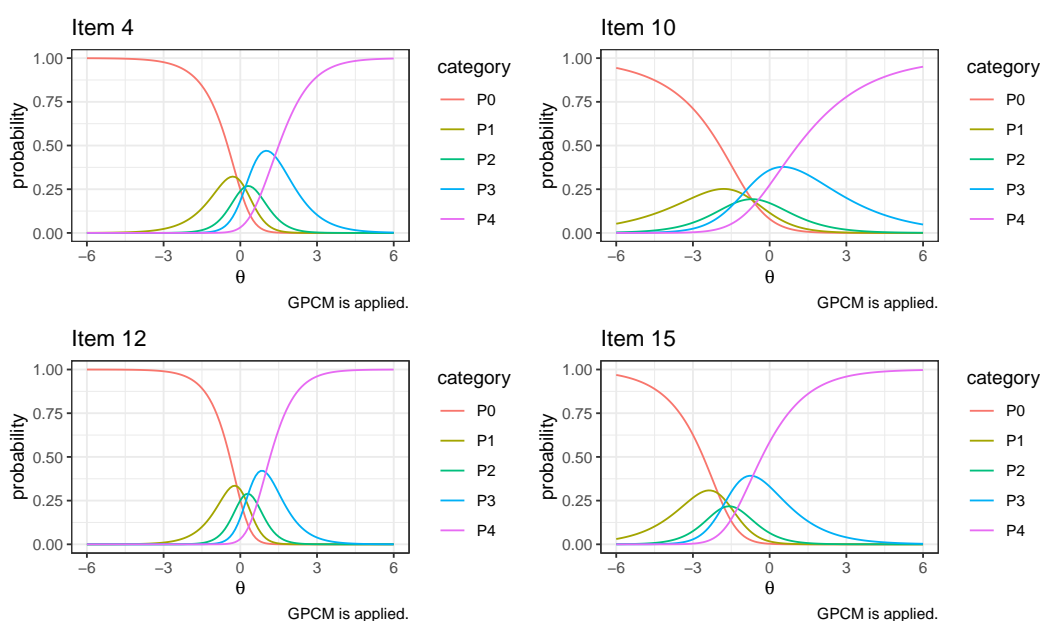 Item 4
1.00
0.75
0.50
0.25
0.00
probability
−6
−3
0
3
6
θ
category
P0
P1
P2
P3
P4
GPCM is applied.
Item 10
1.00
0.75
0.50
0.25
0.00
probability
−6
−3
0
3
6
θ
category
P0
P1
P2
P3
P4
GPCM is applied.
Item 12
1.00
0.75
0.50
0.25
0.00
probability
−6
−3
0
3
6
θ
category
P0
P1
P2
P3
P4
GPCM is applied.
Item 15
1.00
0.75
0.50
0.25
0.00
probability
−6
−3
0
3
6
θ
category
P0
P1
P2
P3
P4
GPCM is applied.